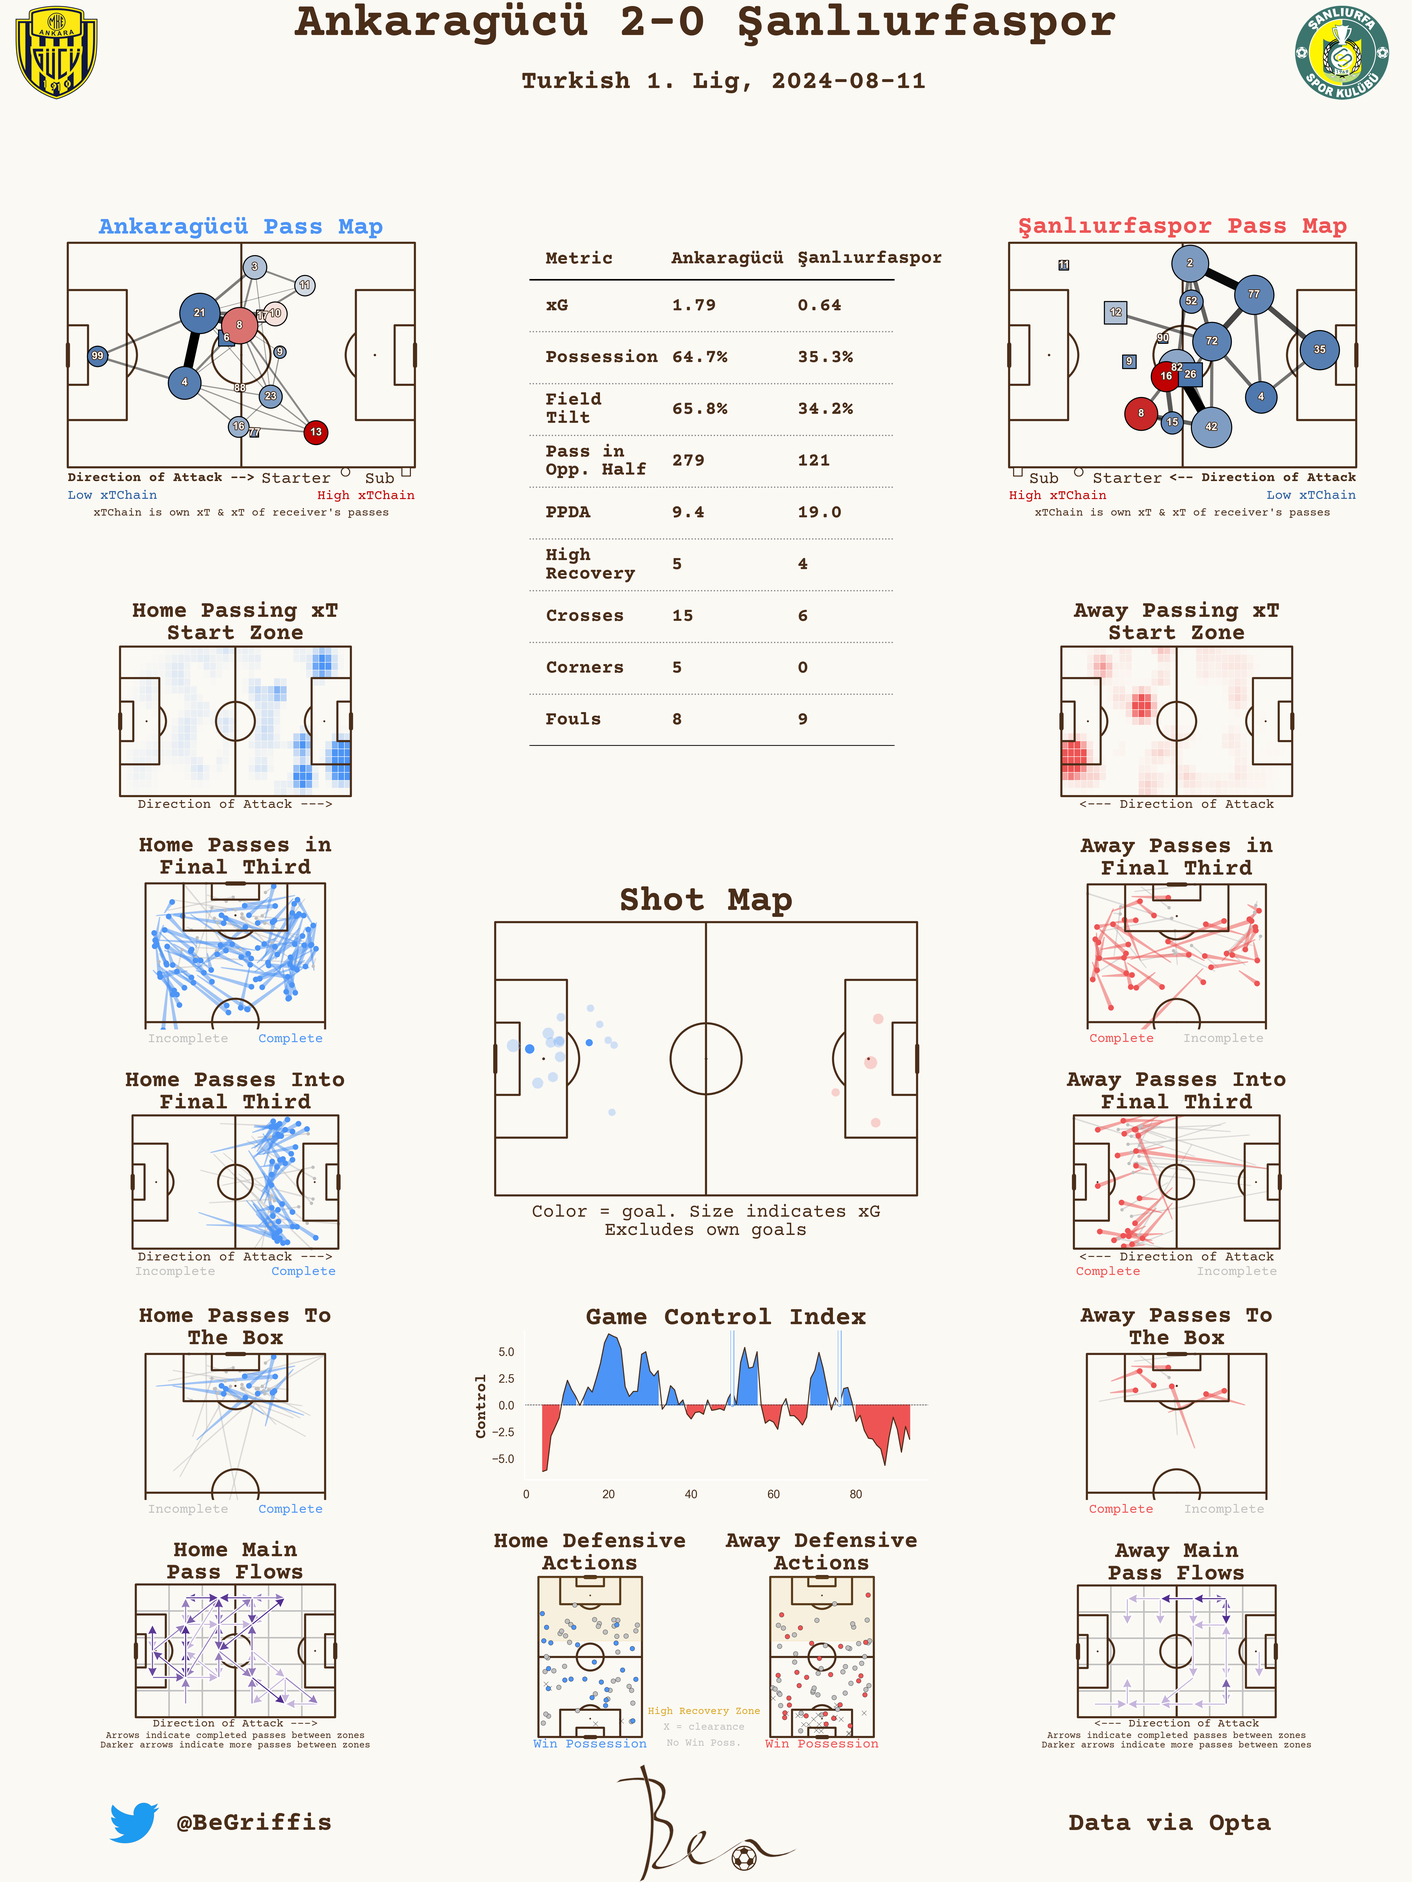 Ankaragücü 2-0 Şanlıurfaspor
Turkish 1. Lig, 2024-08-11
MKE
ANKARA
GÜCÜ
1910
ŞANLIURFA
SPOR KULÜBÜ
Ankaragücü Pass Map
3
11
21
17
10
8
6
9
99
4
88
23
16
77
13
Direction of Attack --> Starter Sub
Low xTChain High xTChain
xTChain is own xT & xT of receiver's passes
Metric Ankaragücü Şanlıurfaspor
xG 1.79 0.64
Possession 64.7% 35.3%
Field
Tilt 65.8% 34.2%
Pass in
Opp. Half 279 121
PPDA 9.4 19.0
High
Recovery 5 4
Crosses 15 6
Corners 5 0
Fouls 8 9
Şanlıurfaspor Pass Map
11
2
77
52
12
90
72
35
9
82
16
26
4
8
15
42
Sub Starter <-- Direction of Attack
High xTChain Low xTChain
xTChain is own xT & xT of receiver's passes
Home Passing xT
Start Zone
Direction of Attack --->
Away Passing xT
Start Zone
<--- Direction of Attack
Home Passes in
Final Third
Incomplete Complete
Away Passes in
Final Third
Complete Incomplete
Shot Map
Color = goal. Size indicates xG
Excludes own goals
Home Passes Into
Final Third
Direction of Attack --->
Incomplete Complete
Away Passes Into
Final Third
<--- Direction of Attack
Complete Incomplete
Home Passes To
The Box
Incomplete Complete
Game Control Index
Control
5.0
2.5
0.0
−2.5
−5.0
0 20 40 60 80
Away Passes To
The Box
Complete Incomplete
Home Main
Pass Flows
Direction of Attack --->
Arrows indicate completed passes between zones
Darker arrows indicate more passes between zones
Home Defensive
Actions
Win Possession
High Recovery Zone
X = clearance
No Win Poss.
Away Defensive
Actions
Win Possession
Away Main
Pass Flows
<--- Direction of Attack
Arrows indicate completed passes between zones
Darker arrows indicate more passes between zones
@BeGriffis
Ben
Data via Opta